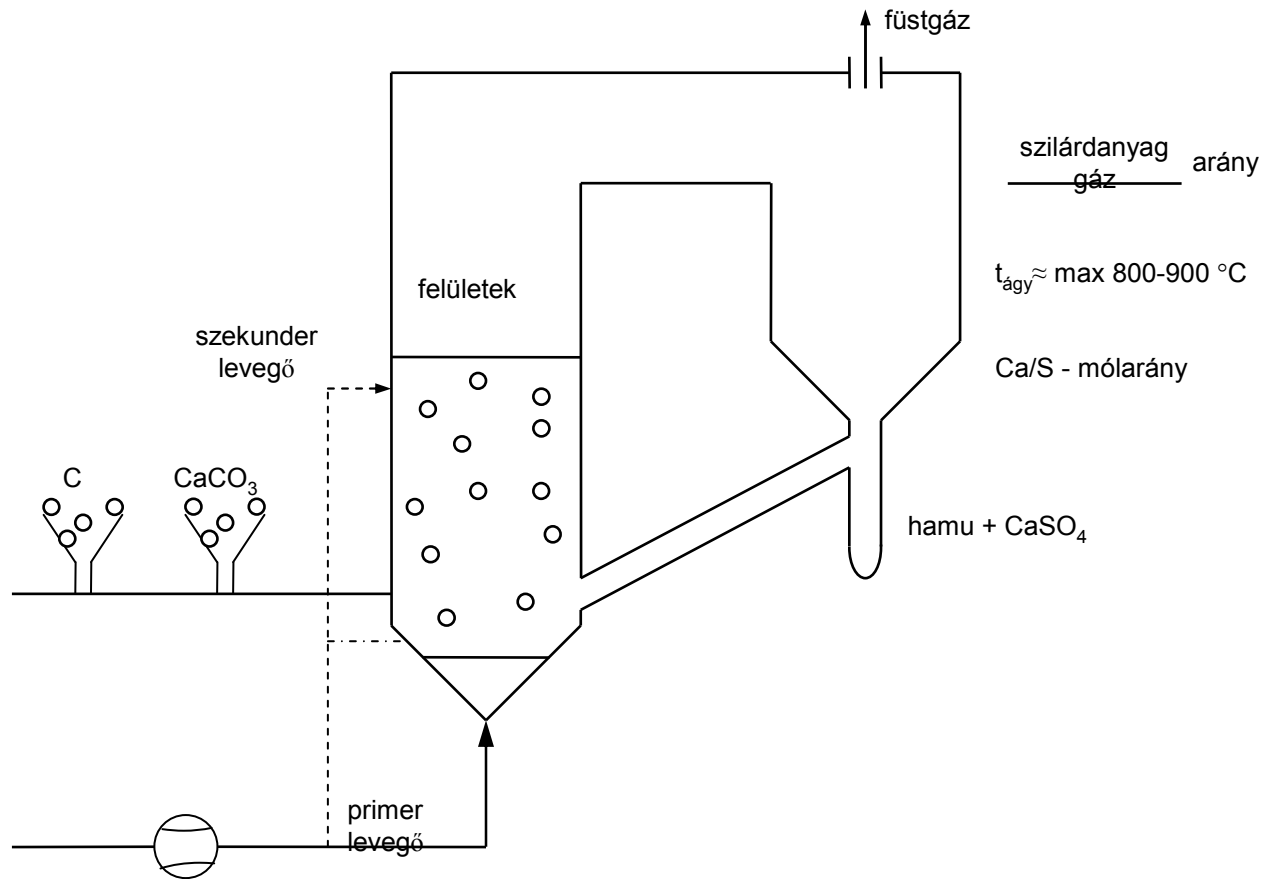 füstgáz
szilárdanyag
gáz
arány
t_ágy ≈ max 800-900 °C
felületek
szekunder
levegő
Ca/S - mólarány
C
CaCO₃
hamu + CaSO₄
primer
levegő